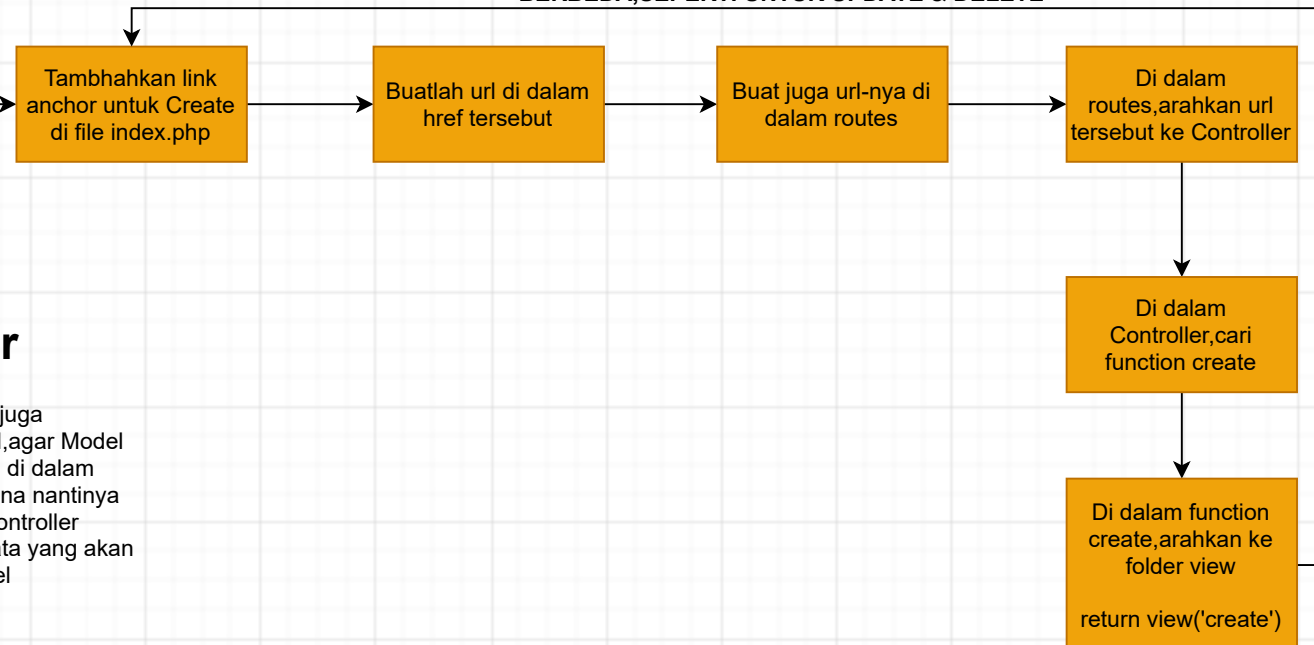 Tambhahkan link
anchor untuk Create
di file index.php
Buatlah url di dalam
href tersebut
Buat juga url-nya di
dalam routes
Di dalam
routes,arahkan url
tersebut ke Controller
Di dalam
Controller,cari
function create
r
juga
,agar Model
di dalam
na nantinya
ontroller
ta yang akan
el
Di dalam function
create,arahkan ke
folder view
return view('create')